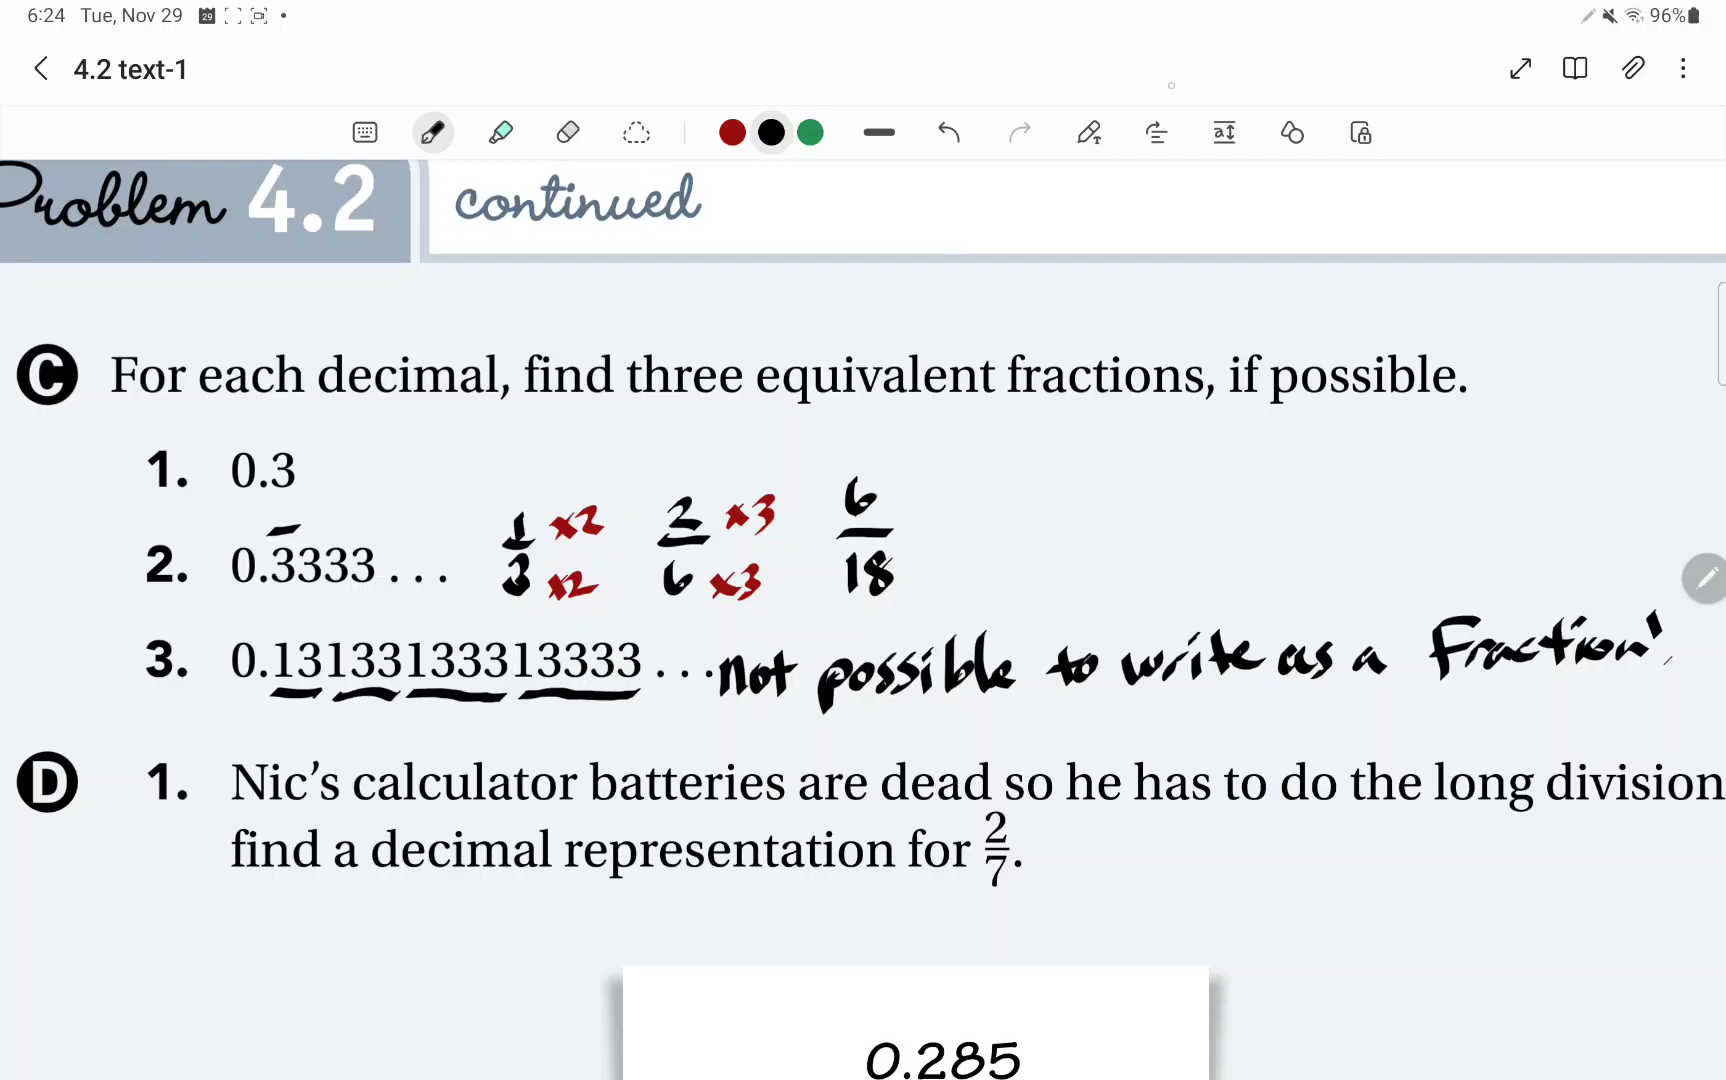 6:24 Tue, Nov 29 29 96%
4.2 text-1
Problem 4.2 continued
C For each decimal, find three equivalent fractions, if possible.
1. 0.3
2. 0.3333 . . . 1/3 ×2 ×2 2/6 ×3 ×3 6/18
3. 0.13133133313333 . . . not possible to write as a Fraction!
D 1. Nic's calculator batteries are dead so he has to do the long division
find a decimal representation for 2/7.
0.285